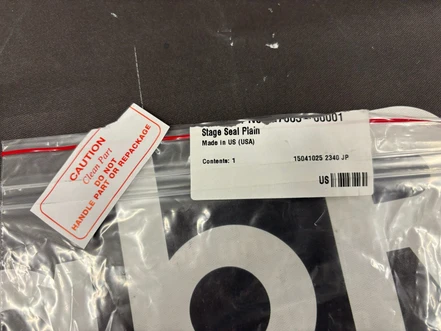 CAUTION
Clean Part
DO NOT
HANDLE PART OR REPACKAGE
Stage Seal Plain
Made in US (USA)
Contents: 1
15041025 2340 JP
US